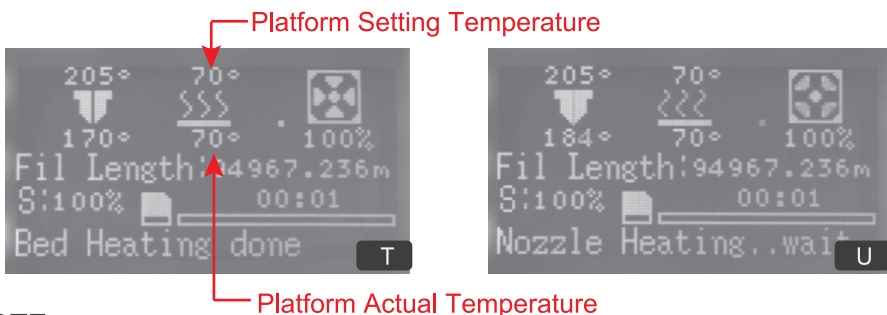 Platform Setting Temperature
205° 70°
170° 70° 100%
Fil Length:94967.236m
S:100% 00:01
Bed Heating done
T
205° 70°
184° 70° 100%
Fil Length:94967.236m
S:100% 00:01
Nozzle Heating..wait
U
Platform Actual Temperature